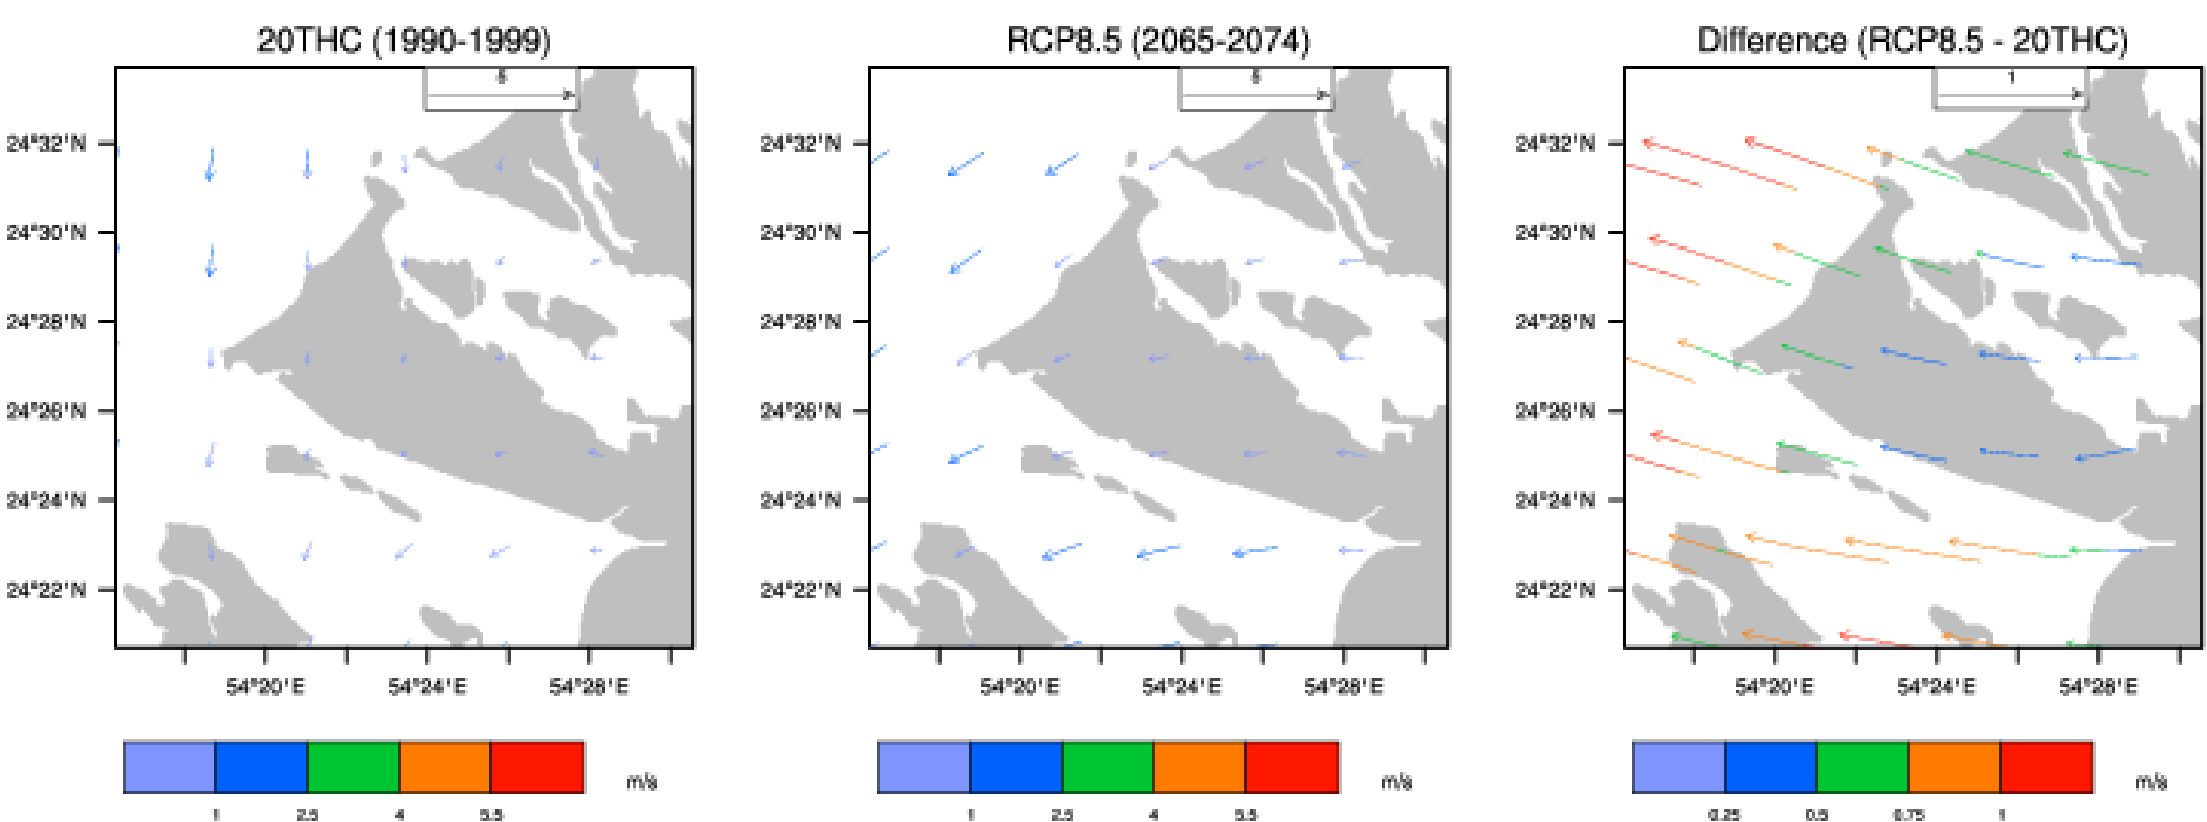 20THC (1990-1999)
RCP8.5 (2065-2074)
Difference (RCP8.5 - 20THC)
5
5
1
24°32'N
24°30'N
24°28'N
24°26'N
24°24'N
24°22'N
24°32'N
24°30'N
24°28'N
24°26'N
24°24'N
24°22'N
24°32'N
24°30'N
24°28'N
24°26'N
24°24'N
24°22'N
54°20'E 54°24'E 54°28'E
54°20'E 54°24'E 54°28'E
54°20'E 54°24'E 54°28'E
m/s
1 2.5 4 5.5
m/s
1 2.5 4 5.5
m/s
0.25 0.5 0.75 1